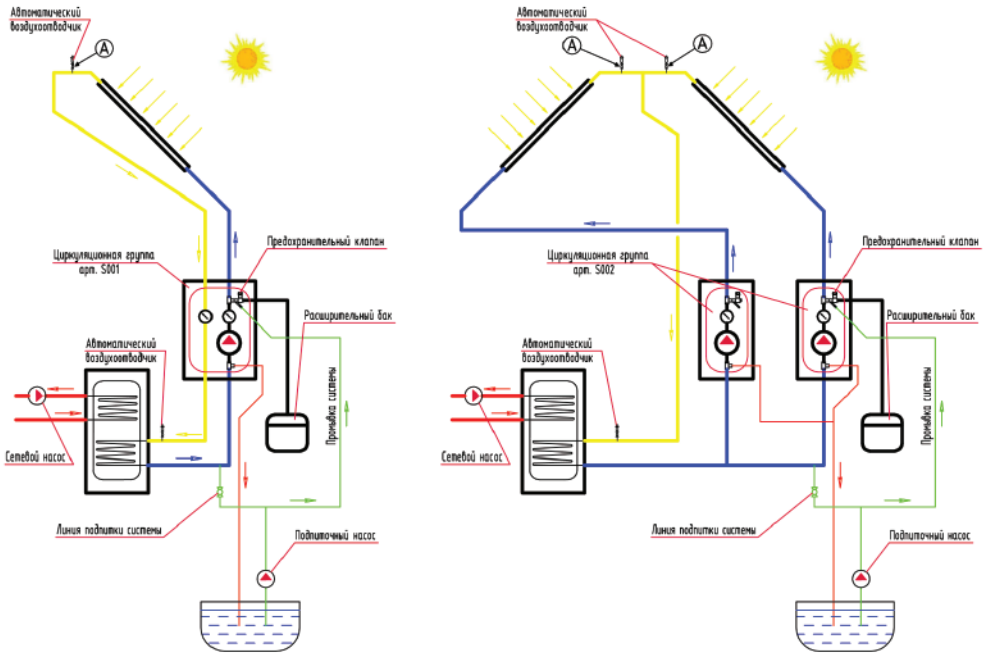 Автоматический
воздухоотводчик
А
Предохранительный клапан
Циркуляционная группа
арт. S001
Расширительный бак
Автоматический
воздухоотводчик
Промывка системы
Сетевой насос
Линия подпитки системы
Подпиточный насос
Автоматический
воздухоотводчик
А
А
Предохранительный клапан
Циркуляционная группа
арт. S002
Расширительный бак
Автоматический
воздухоотводчик
Промывка системы
Сетевой насос
Линия подпитки системы
Подпиточный насос